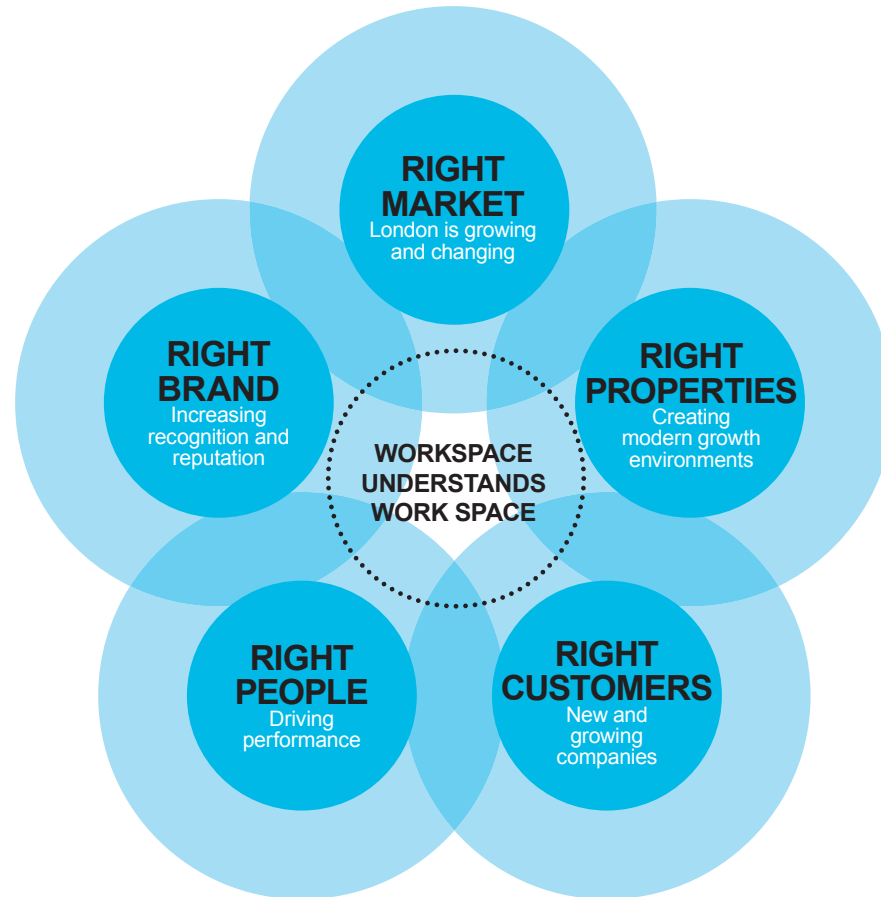 RIGHT
MARKET
London is growing
and changing
RIGHT
BRAND
Increasing
recognition and
reputation
RIGHT
PROPERTIES
Creating
modern growth
environments
WORKSPACE
UNDERSTANDS
WORK SPACE
RIGHT
PEOPLE
Driving
performance
RIGHT
CUSTOMERS
New and
growing
companies